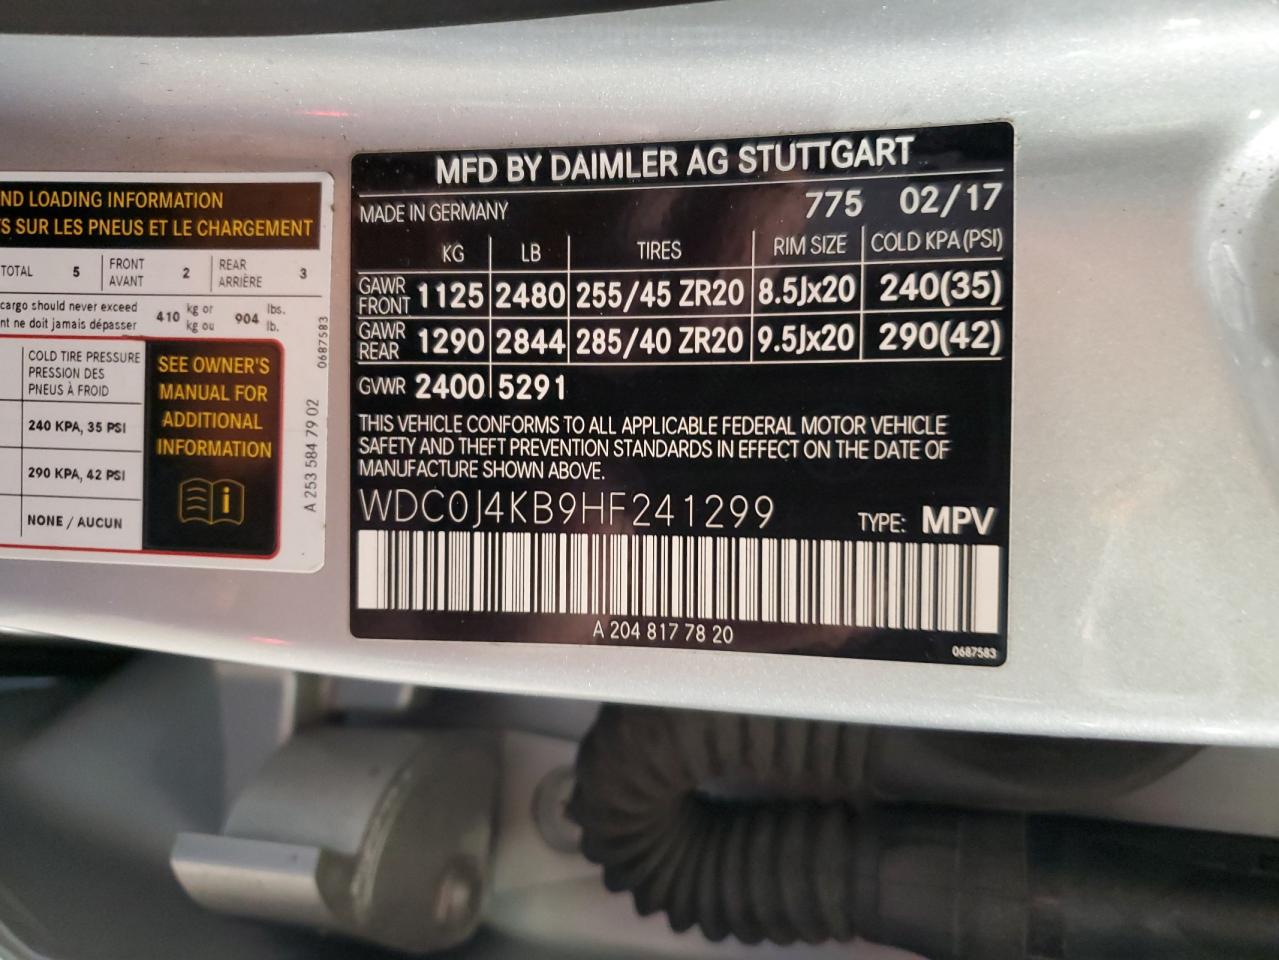 ND LOADING INFORMATION
TS SUR LES PNEUS ET LE CHARGEMENT
TOTAL 5 FRONT AVANT 2 REAR ARRIÈRE 3
cargo should never exceed
nt ne doit jamais dépasser
410 kg or kg ou 904 lbs. lb.
COLD TIRE PRESSURE
PRESSION DES
PNEUS À FROID
240 KPA, 35 PSI
290 KPA, 42 PSI
NONE / AUCUN
SEE OWNER'S
MANUAL FOR
ADDITIONAL
INFORMATION
0687583
A 253 584 79 02
MFD BY DAIMLER AG STUTTGART
MADE IN GERMANY 775 02/17
KG LB TIRES RIM SIZE COLD KPA(PSI)
GAWR FRONT 1125 2480 255/45 ZR20 8.5Jx20 240(35)
GAWR REAR 1290 2844 285/40 ZR20 9.5Jx20 290(42)
GVWR 2400 5291
THIS VEHICLE CONFORMS TO ALL APPLICABLE FEDERAL MOTOR VEHICLE
SAFETY AND THEFT PREVENTION STANDARDS IN EFFECT ON THE DATE OF
MANUFACTURE SHOWN ABOVE.
WDC0J4KB9HF241299 TYPE: MPV
A 204 817 78 20
0687583